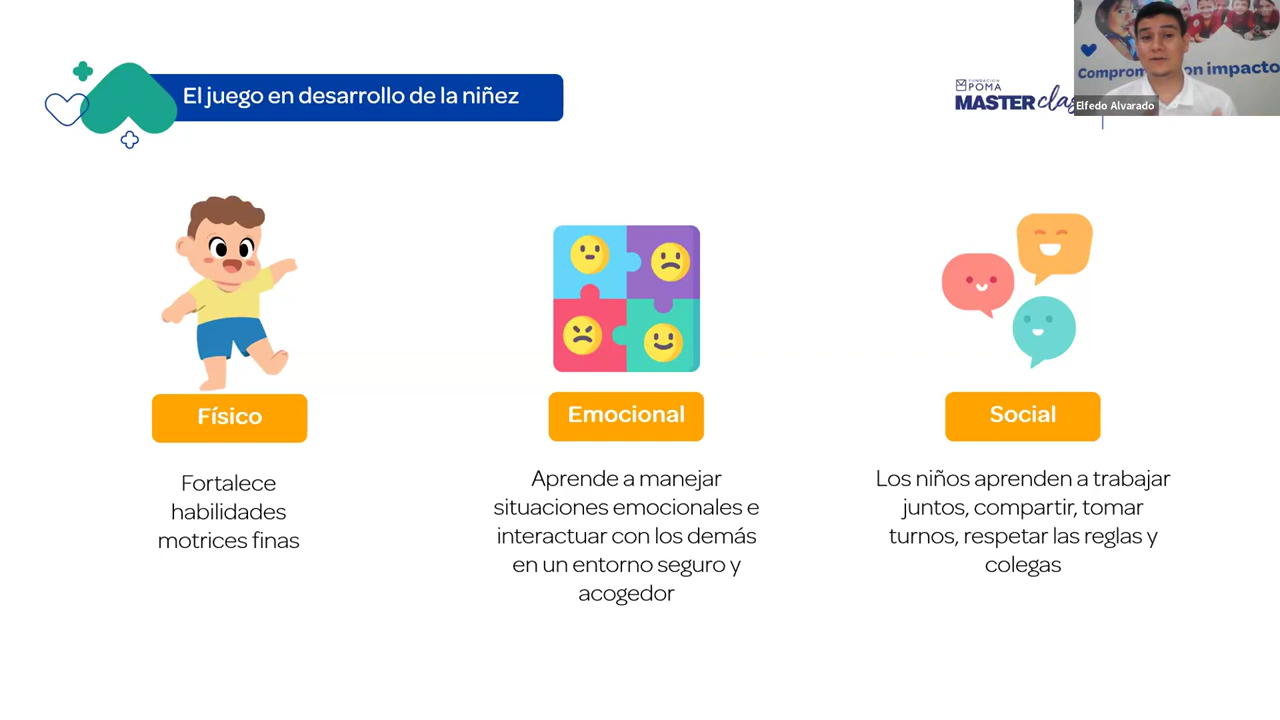 El juego en desarrollo de la niñez
FUNDACIÓN
POMA
MASTER
Elfedo Alvarado
Físico
Fortalece
habilidades
motrices finas
Emocional
Aprende a manejar
situaciones emocionales e
interactuar con los demás
en un entorno seguro y
acogedor
Social
Los niños aprenden a trabajar
juntos, compartir, tomar
turnos, respetar las reglas y
colegas